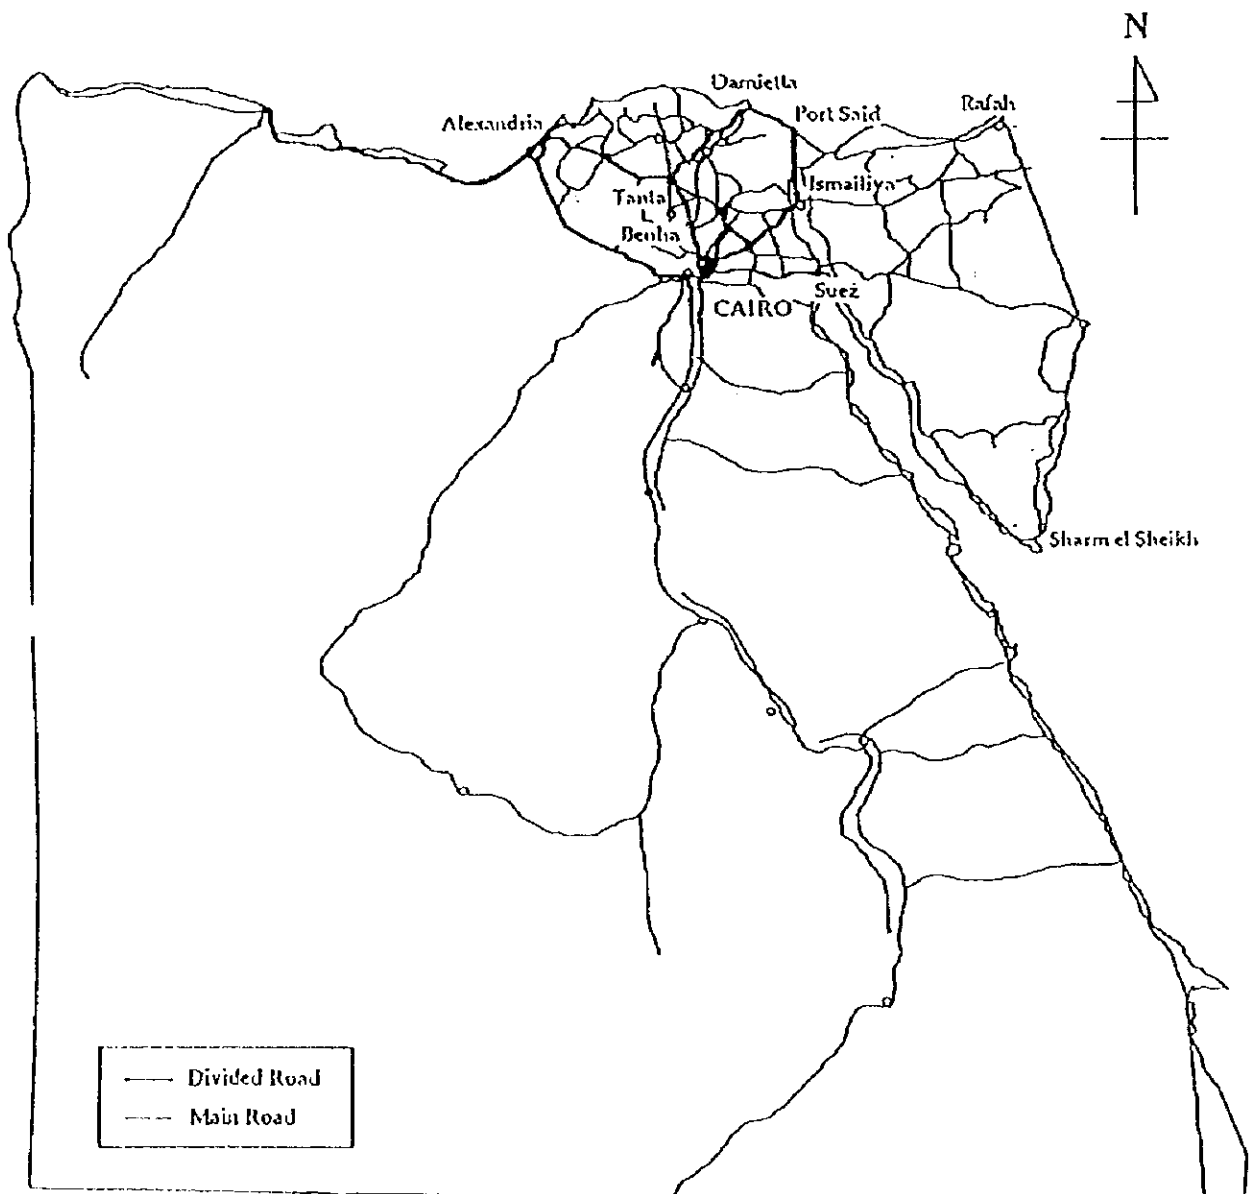 N
Damietta
Port Said
Rafah
Alexandria
Ismailiya
Tanta
Benha
Suez
CAIRO
Sharm el Sheikh
Divided Road
Main Road